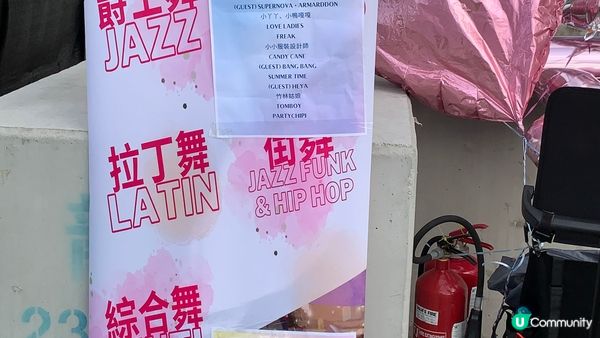 爵士舞
JAZZ
(GUEST) SUPERNOVA - ARMARDDON
小丫丫、小鴨嘎嘎
LOVE LADIES
FREAK
小小服裝設計師
CANDY CANE
(GUEST) BANG BANG
SUMMER TIME
(GUEST) HEYA
竹林姑娘
TOMBOY
PARTY CHIPI
拉丁舞
LATIN
街舞
JAZZ FUNK
& HIP HOP
綜合舞
23
U Community